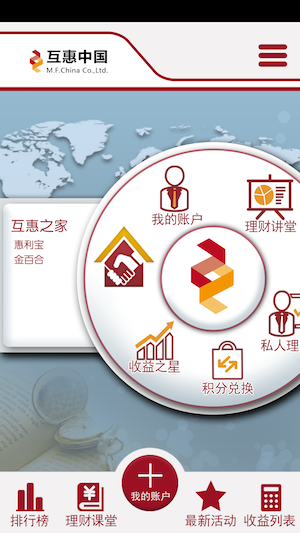 互惠中国
M.F.China Co.,Ltd.
我的账户
理财讲堂
互惠之家
惠利宝
金百合
私人理
收益之星
积分兑换
排行榜
理财课堂
我的账户
最新活动
收益列表